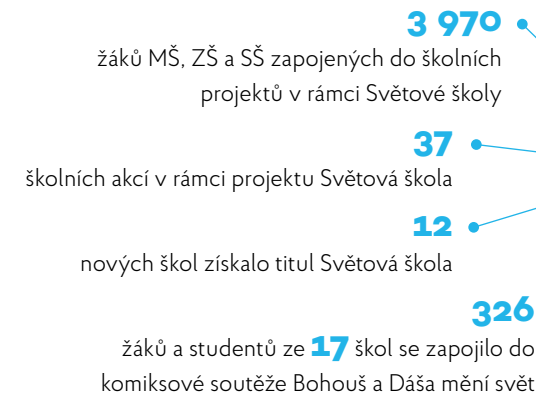 3 970
žáků MŠ, ZŠ a SŠ zapojených do školních
projektů v rámci Světové školy
37
školních akcí v rámci projektu Světová škola
12
nových škol získalo titul Světová škola
326
žáků a studentů ze 17 škol se zapojilo do
komiksové soutěže Bohouš a Dáša mění svět